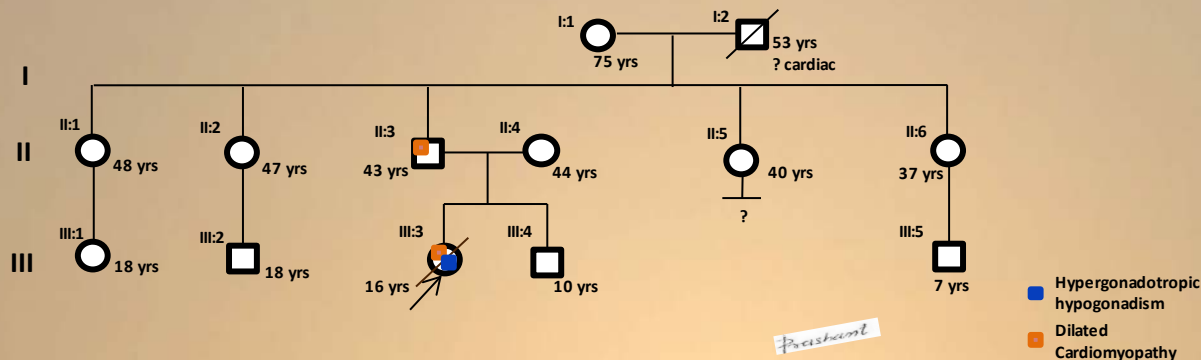 I:1
I:2
75 yrs
53 yrs
? cardiac
I
II:1
II:2
II:3
II:4
II:5
II:6
II
48 yrs
47 yrs
43 yrs
44 yrs
40 yrs
37 yrs
?
III:1
III:2
III:3
III:4
III:5
III
18 yrs
18 yrs
16 yrs
10 yrs
7 yrs
Hypergonadotropic
hypogonadism
Dilated
Cardiomyopathy
Prashant